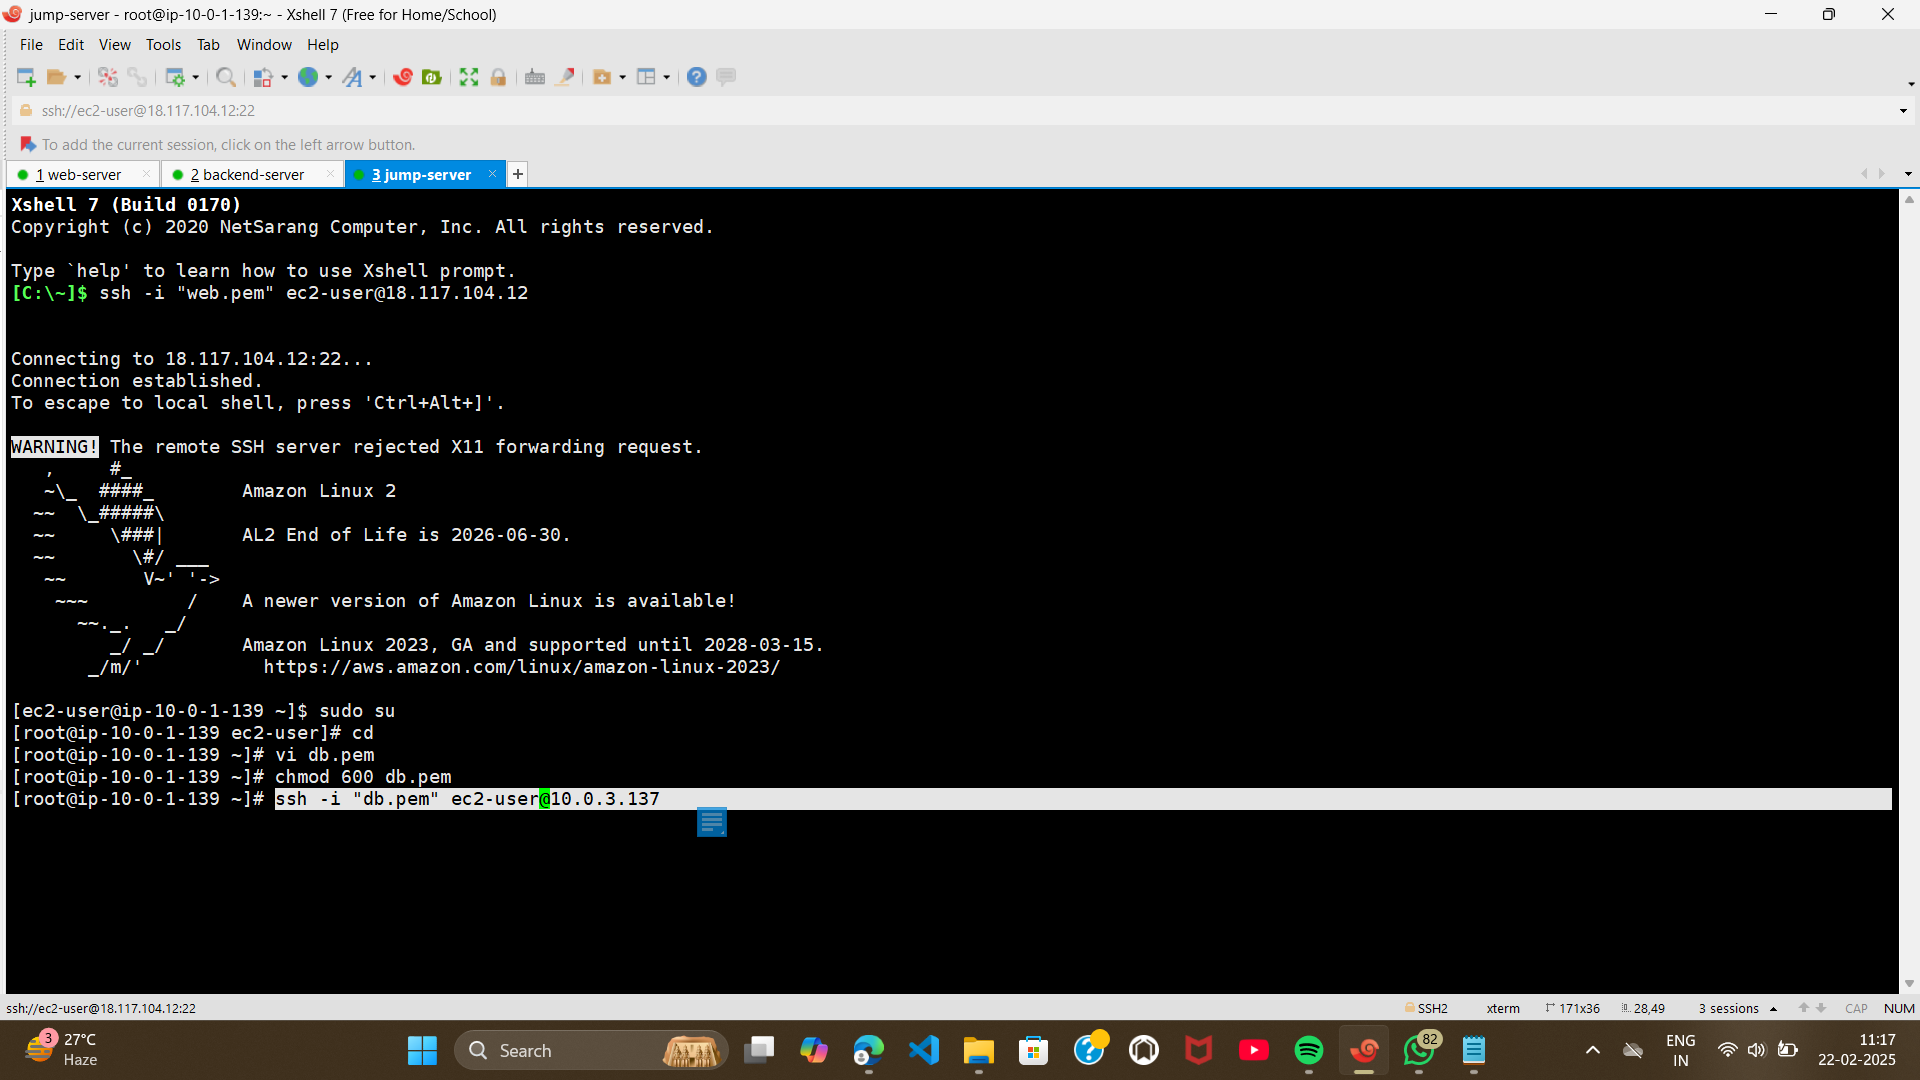 jump-server - root@ip-10-0-1-139:~ - Xshell 7 (Free for Home/School)
File Edit View Tools Tab Window Help
ssh://ec2-user@18.117.104.12:22
To add the current session, click on the left arrow button.
1 web-server 2 backend-server 3 jump-server +
Xshell 7 (Build 0170)
Copyright (c) 2020 NetSarang Computer, Inc. All rights reserved.
Type `help' to learn how to use Xshell prompt.
[C:\~]$ ssh -i "web.pem" ec2-user@18.117.104.12
Connecting to 18.117.104.12:22...
Connection established.
To escape to local shell, press 'Ctrl+Alt+]'.
WARNING! The remote SSH server rejected X11 forwarding request.
   ,     #_
   ~\_  ####_        Amazon Linux 2
  ~~  \_#####\
  ~~     \###|       AL2 End of Life is 2026-06-30.
  ~~       \#/ ___
   ~~       V~' '->
    ~~~         /    A newer version of Amazon Linux is available!
      ~~._.   _/
         _/ _/       Amazon Linux 2023, GA and supported until 2028-03-15.
       _/m/'           https://aws.amazon.com/linux/amazon-linux-2023/
[ec2-user@ip-10-0-1-139 ~]$ sudo su
[root@ip-10-0-1-139 ec2-user]# cd
[root@ip-10-0-1-139 ~]# vi db.pem
[root@ip-10-0-1-139 ~]# chmod 600 db.pem
[root@ip-10-0-1-139 ~]# ssh -i "db.pem" ec2-user@10.0.3.137
ssh://ec2-user@18.117.104.12:22 SSH2 xterm 171x36 28,49 3 sessions CAP NUM
3 27°C Search 82 ENG 11:17
Haze IN 22-02-2025